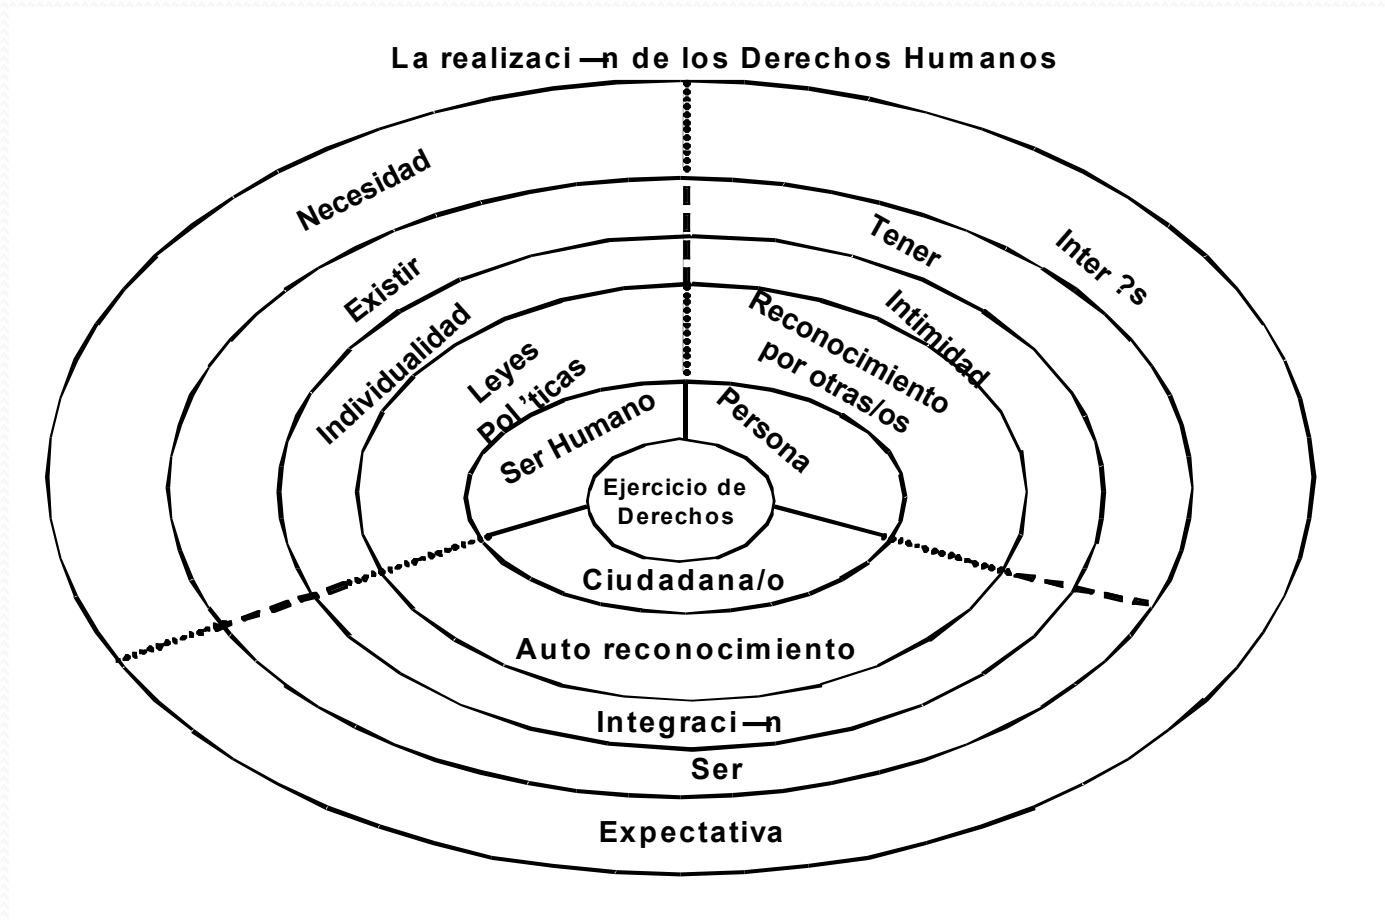 La realizaci—n de los Derechos Humanos
Necesidad
Existir
Individualidad
Leyes
Pol’ticas
Ser Humano
Inter ?s
Tener
Intimidad
Reconocimiento
por otras/os
Persona
Ejercicio de
Derechos
Ciudadana/o
Auto reconocimiento
Integraci—n
Ser
Expectativa